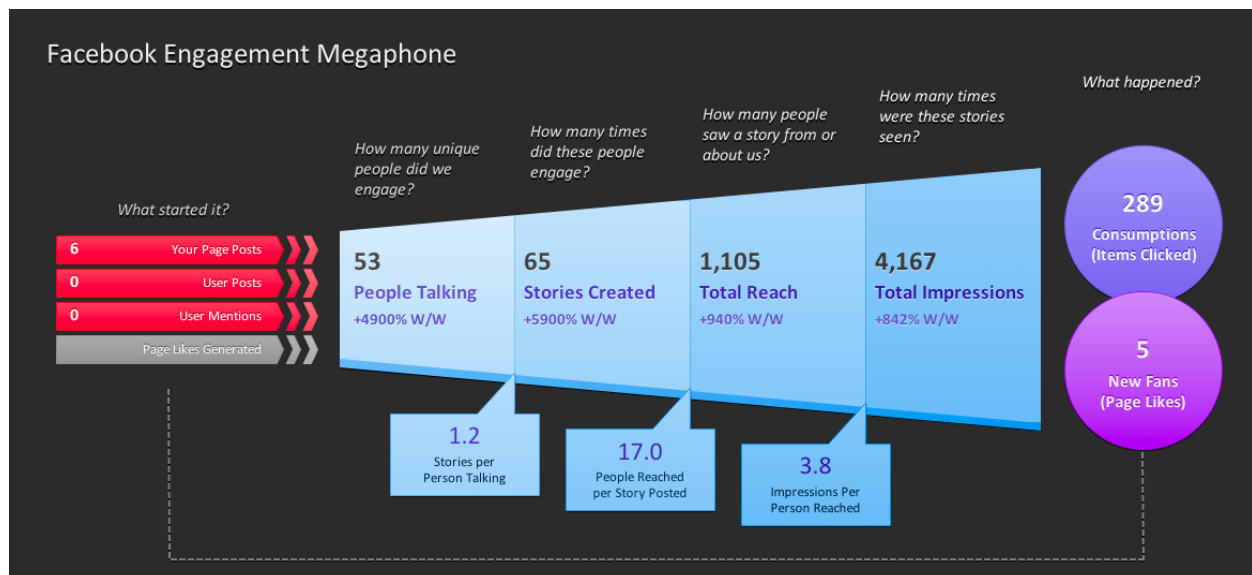 Facebook Engagement Megaphone
What started it?
6 Your Page Posts
0 User Posts
0 User Mentions
Page Likes Generated
How many unique
people did we
engage?
53
People Talking
+4900% W/W
How many times
did these people
engage?
65
Stories Created
+5900% W/W
How many people
saw a story from or
about us?
1,105
Total Reach
+940% W/W
How many times
were these stories
seen?
4,167
Total Impressions
+842% W/W
1.2
Stories per
Person Talking
17.0
People Reached
per Story Posted
3.8
Impressions Per
Person Reached
What happened?
289
Consumptions
(Items Clicked)
5
New Fans
(Page Likes)